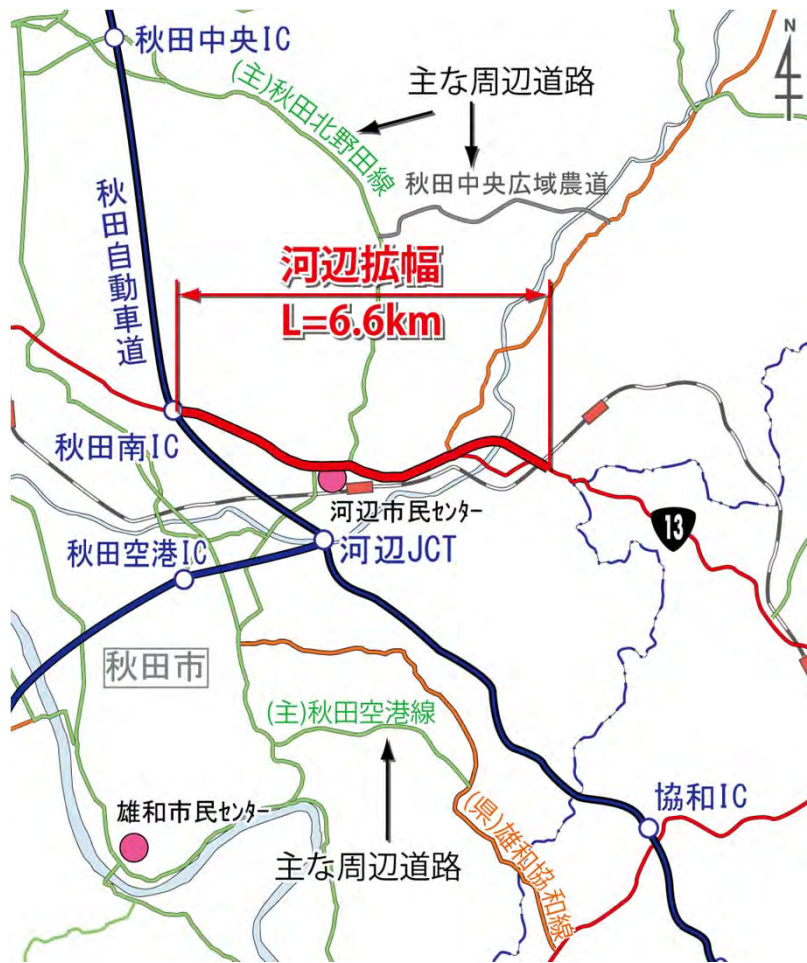 秋田中央IC
N
主な周辺道路
(主)秋田北野田線
秋田中央広域農道
秋田自動車道
河辺拡幅
L=6.6km
秋田南IC
河辺市民センター
13
秋田空港IC
河辺JCT
秋田市
(主)秋田空港線
雄和市民センター
協和IC
主な周辺道路
(県)雄和協和線